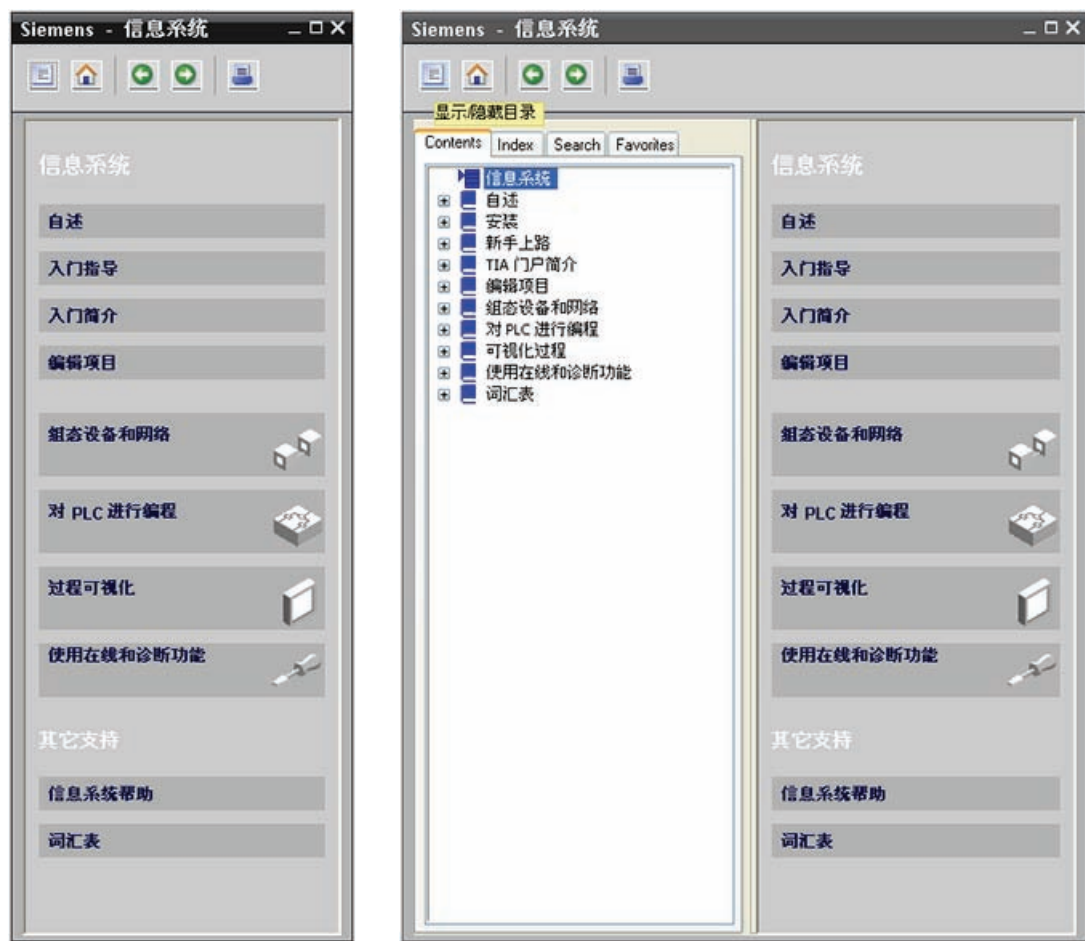 Siemens - 信息系统
信息系统
自述
入门指导
入门简介
编辑项目
组态设备和网络
对 PLC 进行编程
过程可视化
使用在线和诊断功能
其它支持
信息系统帮助
词汇表
Siemens - 信息系统
显示/隐藏目录
Contents Index Search Favorites
信息系统
自述
安装
新手上路
TIA 门户简介
编辑项目
组态设备和网络
对 PLC 进行编程
可视化过程
使用在线和诊断功能
词汇表
信息系统
自述
入门指导
入门简介
编辑项目
组态设备和网络
对 PLC 进行编程
过程可视化
使用在线和诊断功能
其它支持
信息系统帮助
词汇表